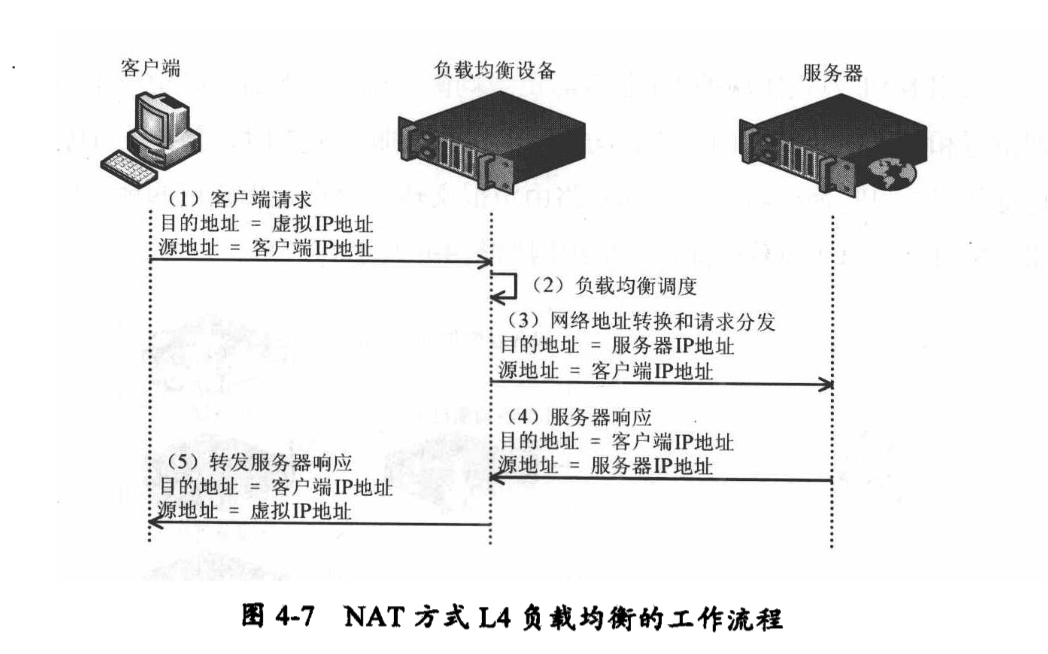 客户端
负载均衡设备
服务器
（1）客户端请求
目的地址 = 虚拟IP地址
源地址 = 客户端IP地址
（2）负载均衡调度
（3）网络地址转换和请求分发
目的地址 = 服务器IP地址
源地址 = 客户端IP地址
（4）服务器响应
目的地址 = 客户端IP地址
源地址 = 服务器IP地址
（5）转发服务器响应
目的地址 = 客户端IP地址
源地址 = 虚拟IP地址
图 4-7 NAT 方式 L4 负载均衡的工作流程